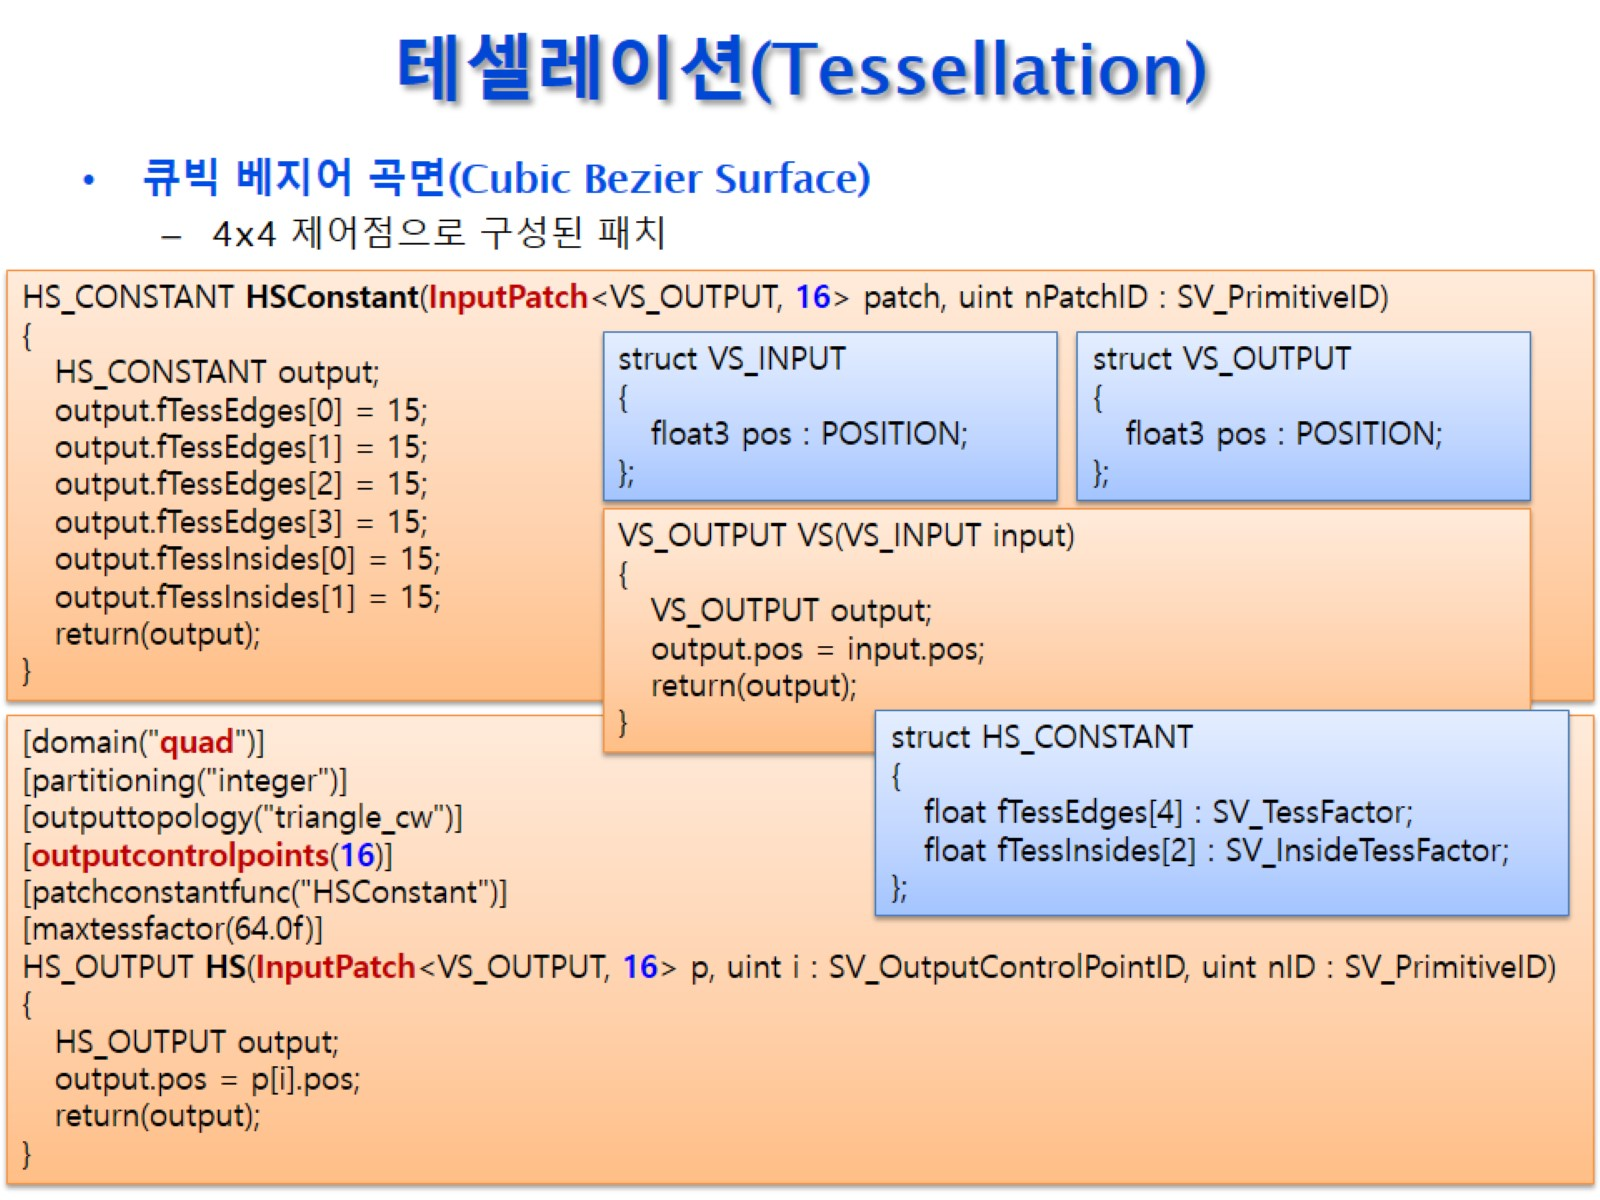 테셀레이션(Tessellation)
• 큐빅 베지어 곡면(Cubic Bezier Surface)
– 4x4 제어점으로 구성된 패치
HS_CONSTANT HSConstant(InputPatch<VS_OUTPUT, 16> patch, uint nPatchID : SV_PrimitiveID)
{
HS_CONSTANT output;
output.fTessEdges[0] = 15;
output.fTessEdges[1] = 15;
output.fTessEdges[2] = 15;
output.fTessEdges[3] = 15;
output.fTessInsides[0] = 15;
output.fTessInsides[1] = 15;
return(output);
}
struct VS_INPUT
{
float3 pos : POSITION;
};
struct VS_OUTPUT
{
float3 pos : POSITION;
};
VS_OUTPUT VS(VS_INPUT input)
{
VS_OUTPUT output;
output.pos = input.pos;
return(output);
}
struct HS_CONSTANT
{
float fTessEdges[4] : SV_TessFactor;
float fTessInsides[2] : SV_InsideTessFactor;
};
[domain("quad")]
[partitioning("integer")]
[outputtopology("triangle_cw")]
[outputcontrolpoints(16)]
[patchconstantfunc("HSConstant")]
[maxtessfactor(64.0f)]
HS_OUTPUT HS(InputPatch<VS_OUTPUT, 16> p, uint i : SV_OutputControlPointID, uint nID : SV_PrimitiveID)
{
HS_OUTPUT output;
output.pos = p[i].pos;
return(output);
}